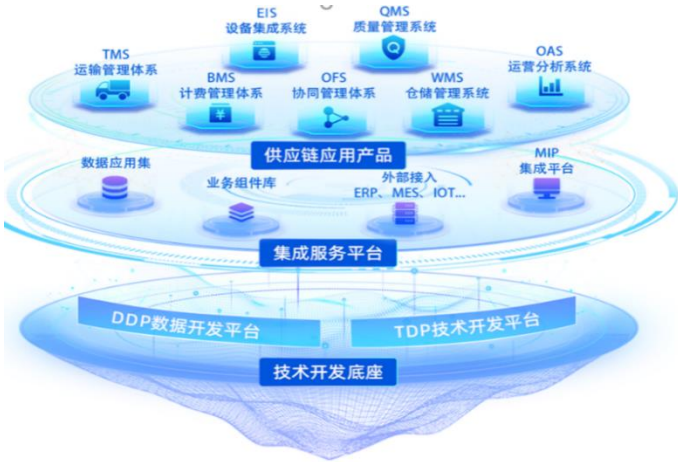 EIS
设备集成系统
QMS
质量管理系统
TMS
运输管理体系
BMS
计费管理体系
OFS
协同管理体系
WMS
仓储管理系统
OAS
运营分析系统
供应链应用产品
数据应用集
业务组件库
外部接入
ERP、MES、IOT...
MIP
集成平台
集成服务平台
DDP数据开发平台
TDP技术开发平台
技术开发底座